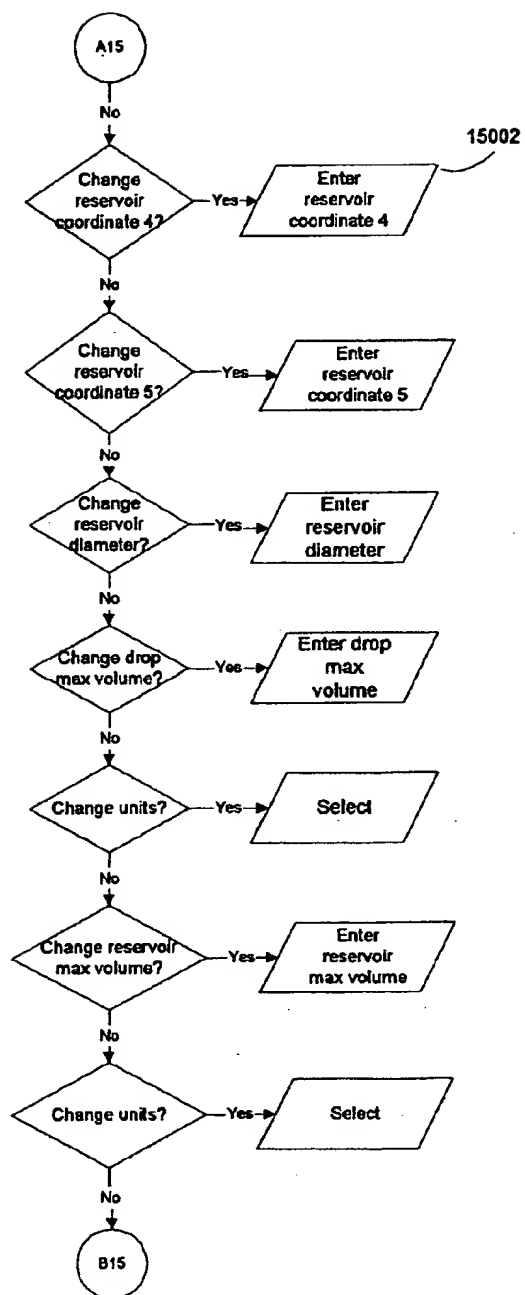 A15
No
15002
Change
reservoir
coordinate 4?
Yes
Enter
reservoir
coordinate 4
No
Change
reservoir
coordinate 5?
Yes
Enter
reservoir
coordinate 5
No
Change
reservoir
diameter?
Yes
Enter
reservoir
diameter
No
Change drop
max volume?
Yes
Enter drop
max
volume
No
Change units?
Yes
Select
No
Change reservoir
max volume?
Yes
Enter
reservoir
max volume
No
Change units?
Yes
Select
No
B15